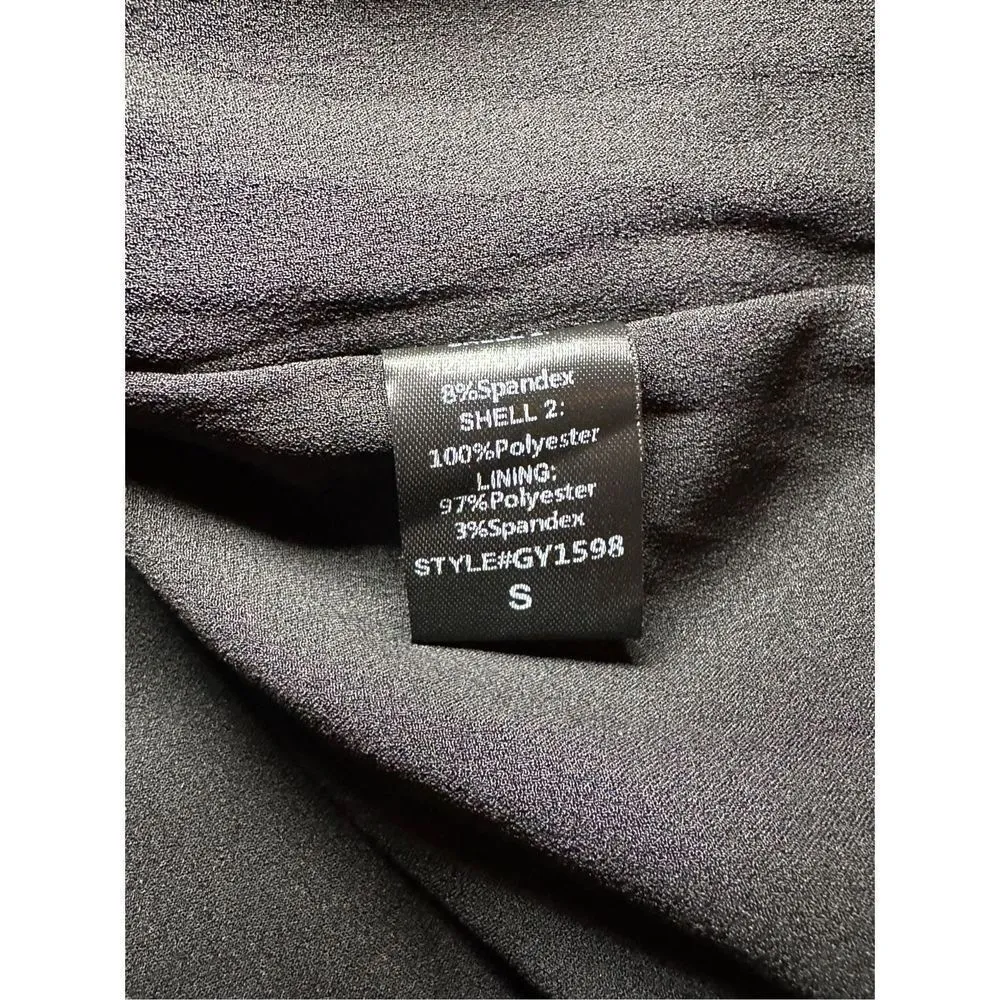 8%Spandex
SHELL 2:
100%Polyester
LINING:
97%Polyester
3%Spandex
STYLE#GY1598
S